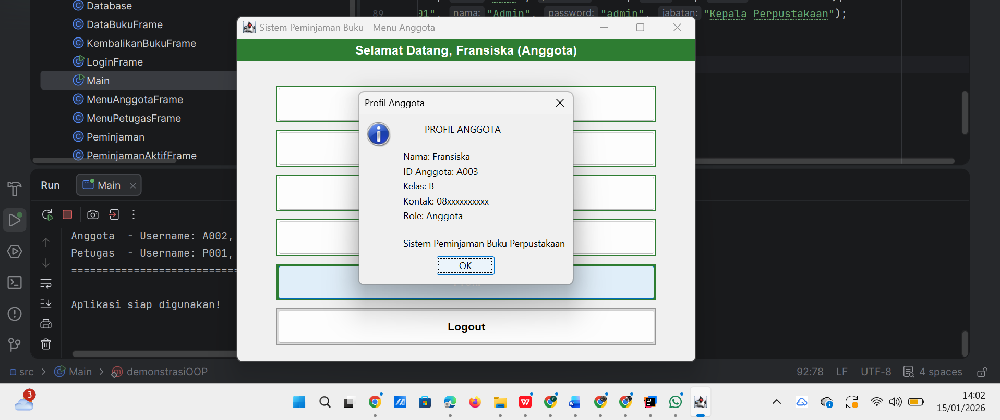 Database
DataBukuFrame
KembalikanBukuFrame
LoginFrame
Main
MenuAnggotaFrame
MenuPetugasFrame
Peminjaman
PeminjamanAktifFrame
89
01", nama: "Admin", password: "admin", jabatan: "Kepala Perpustakaan");
Sistem Peminjaman Buku - Menu Anggota
Selamat Datang, Fransiska (Anggota)
Profil Anggota
=== PROFIL ANGGOTA ===
Nama: Fransiska
ID Anggota: A003
Kelas: B
Kontak: 08xxxxxxxxxx
Role: Anggota
Sistem Peminjaman Buku Perpustakaan
OK
Logout
Run
Main
Anggota - Username: A002,
Petugas - Username: P001,
===========================
Aplikasi siap digunakan!
src > Main > demonstrasiOOP
92:78 LF UTF-8 4 spaces
3
14:02
15/01/2026